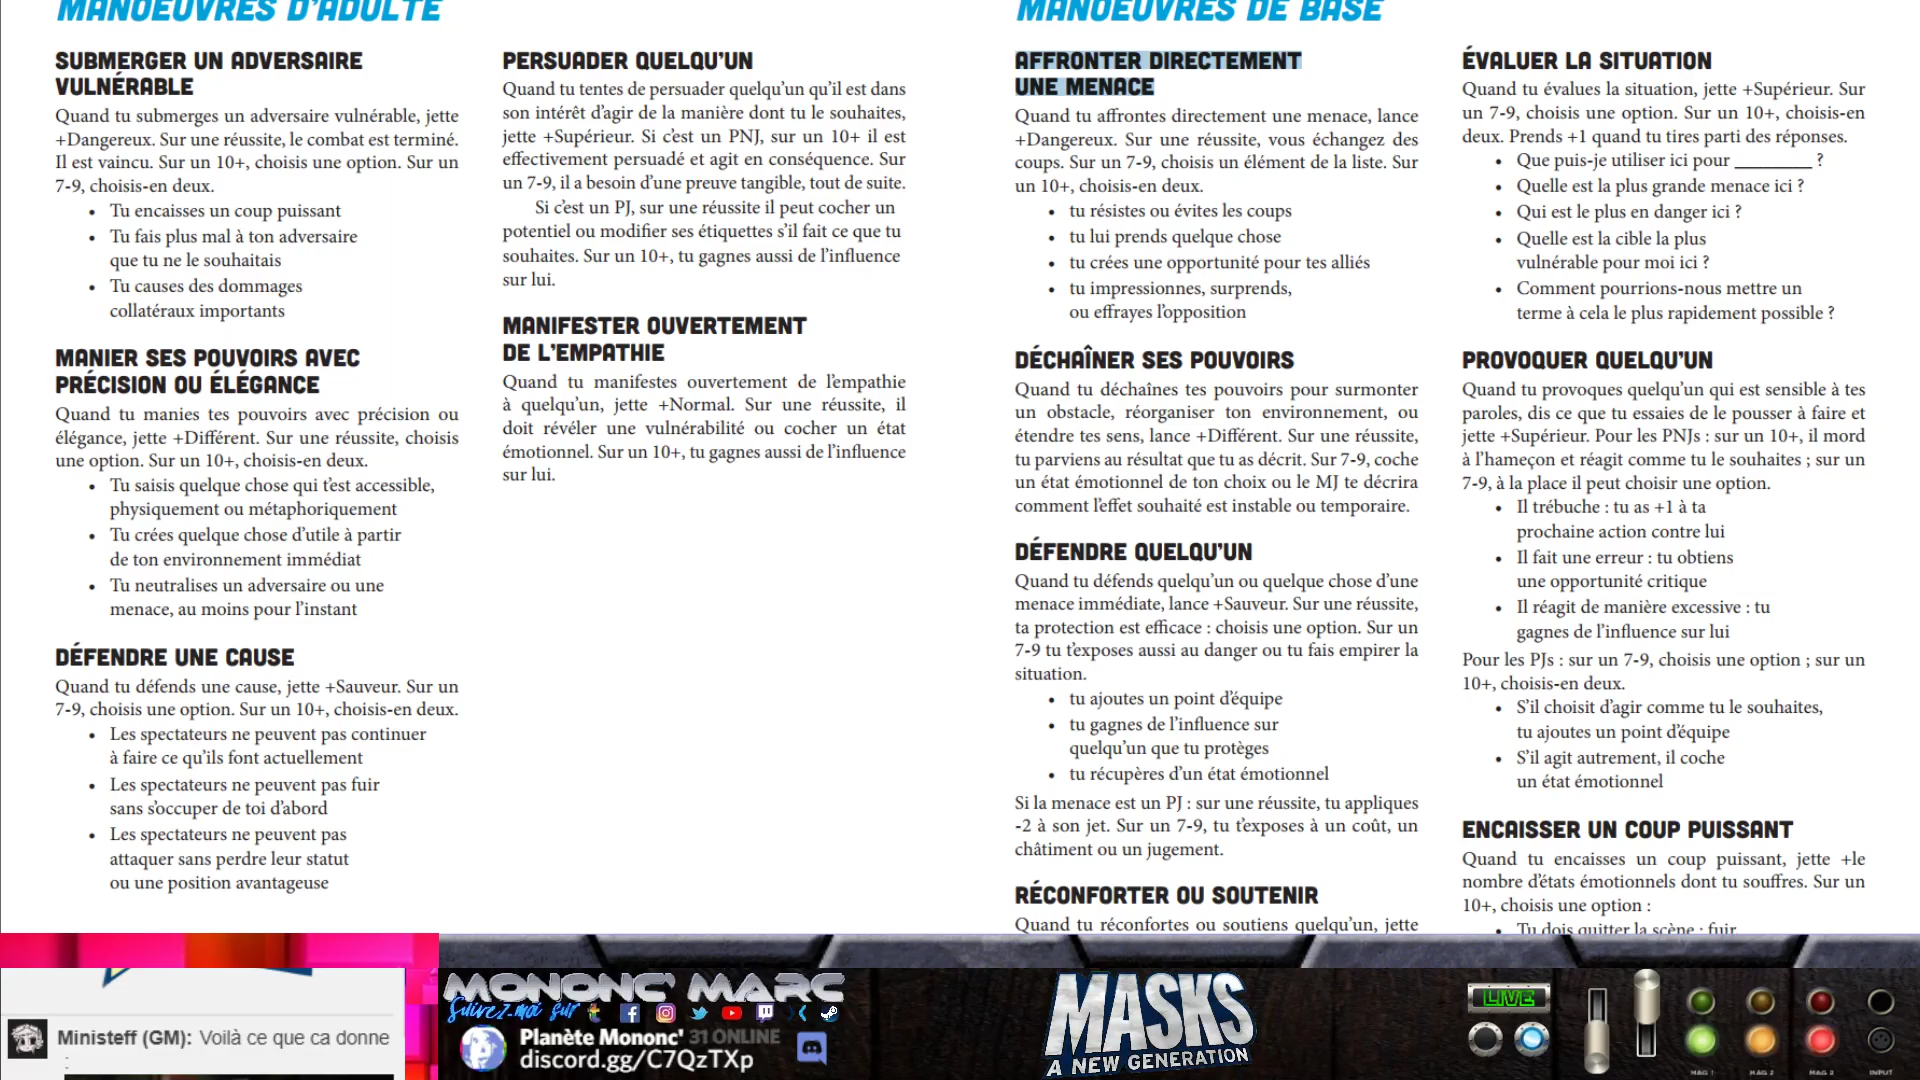 MANOEUVRES D'ADULTE
SUBMERGER UN ADVERSAIRE
VULNÉRABLE
Quand tu submerges un adversaire vulnérable, jette
+Dangereux. Sur une réussite, le combat est terminé.
Il est vaincu. Sur un 10+, choisis une option. Sur un
7-9, choisis-en deux.
• Tu encaisses un coup puissant
• Tu fais plus mal à ton adversaire
que tu ne le souhaitais
• Tu causes des dommages
collatéraux importants
MANIER SES POUVOIRS AVEC
PRÉCISION OU ÉLÉGANCE
Quand tu manies tes pouvoirs avec précision ou
élégance, jette +Différent. Sur une réussite, choisis
une option. Sur un 10+, choisis-en deux.
• Tu saisis quelque chose qui t'est accessible,
physiquement ou métaphoriquement
• Tu crées quelque chose d'utile à partir
de ton environnement immédiat
• Tu neutralises un adversaire ou une
menace, au moins pour l'instant
DÉFENDRE UNE CAUSE
Quand tu défends une cause, jette +Sauveur. Sur un
7-9, choisis une option. Sur un 10+, choisis-en deux.
• Les spectateurs ne peuvent pas continuer
à faire ce qu'ils font actuellement
• Les spectateurs ne peuvent pas fuir
sans s'occuper de toi d'abord
• Les spectateurs ne peuvent pas
attaquer sans perdre leur statut
ou une position avantageuse
PERSUADER QUELQU'UN
Quand tu tentes de persuader quelqu'un qu'il est dans
son intérêt d'agir de la manière dont tu le souhaites,
jette +Supérieur. Si c'est un PNJ, sur un 10+ il est
effectivement persuadé et agit en conséquence. Sur
un 7-9, il a besoin d'une preuve tangible, tout de suite.
Si c'est un PJ, sur une réussite il peut cocher un
potentiel ou modifier ses étiquettes s'il fait ce que tu
souhaites. Sur un 10+, tu gagnes aussi de l'influence
sur lui.
MANIFESTER OUVERTEMENT
DE L'EMPATHIE
Quand tu manifestes ouvertement de l'empathie
à quelqu'un, jette +Normal. Sur une réussite, il
doit révéler une vulnérabilité ou cocher un état
émotionnel. Sur un 10+, tu gagnes aussi de l'influence
sur lui.
MANOEUVRES DE BASE
AFFRONTER DIRECTEMENT
UNE MENACE
Quand tu affrontes directement une menace, lance
+Dangereux. Sur une réussite, vous échangez des
coups. Sur un 7-9, choisis un élément de la liste. Sur
un 10+, choisis-en deux.
• tu résistes ou évites les coups
• tu lui prends quelque chose
• tu crées une opportunité pour tes alliés
• tu impressionnes, surprends,
ou effrayes l'opposition
DÉCHAÎNER SES POUVOIRS
Quand tu déchaînes tes pouvoirs pour surmonter
un obstacle, réorganiser ton environnement, ou
étendre tes sens, lance +Différent. Sur une réussite,
tu parviens au résultat que tu as décrit. Sur 7-9, coche
un état émotionnel de ton choix ou le MJ te décrira
comment l'effet souhaité est instable ou temporaire.
DÉFENDRE QUELQU'UN
Quand tu défends quelqu'un ou quelque chose d'une
menace immédiate, lance +Sauveur. Sur une réussite,
ta protection est efficace : choisis une option. Sur un
7-9 tu t'exposes aussi au danger ou tu fais empirer la
situation.
• tu ajoutes un point d'équipe
• tu gagnes de l'influence sur
quelqu'un que tu protèges
• tu récupères d'un état émotionnel
Si la menace est un PJ : sur une réussite, tu appliques
-2 à son jet. Sur un 7-9, tu t'exposes à un coût, un
châtiment ou un jugement.
RÉCONFORTER OU SOUTENIR
Quand tu réconfortes ou soutiens quelqu'un, jette
ÉVALUER LA SITUATION
Quand tu évalues la situation, jette +Supérieur. Sur
un 7-9, choisis une option. Sur un 10+, choisis-en
deux. Prends +1 quand tu tires parti des réponses.
• Que puis-je utiliser ici pour ________ ?
• Quelle est la plus grande menace ici ?
• Qui est le plus en danger ici ?
• Quelle est la cible la plus
vulnérable pour moi ici ?
• Comment pourrions-nous mettre un
terme à cela le plus rapidement possible ?
PROVOQUER QUELQU'UN
Quand tu provoques quelqu'un qui est sensible à tes
paroles, dis ce que tu essaies de le pousser à faire et
jette +Supérieur. Pour les PNJs : sur un 10+, il mord
à l'hameçon et réagit comme tu le souhaites ; sur un
7-9, à la place il peut choisir une option.
• Il trébuche : tu as +1 à ta
prochaine action contre lui
• Il fait une erreur : tu obtiens
une opportunité critique
• Il réagit de manière excessive : tu
gagnes de l'influence sur lui
Pour les PJs : sur un 7-9, choisis une option ; sur un
10+, choisis-en deux.
• S'il choisit d'agir comme tu le souhaites,
tu ajoutes un point d'équipe
• S'il agit autrement, il coche
un état émotionnel
ENCAISSER UN COUP PUISSANT
Quand tu encaisses un coup puissant, jette +le
nombre d'états émotionnels dont tu souffres. Sur un
10+, choisis une option :
• Tu dois quitter la scène : fuir
Ministeff (GM): Voilà ce que ca donne
:
MONONC' MARC
Suivez-moi sur
Planète Mononc' 31 ONLINE
discord.gg/C7QzTXp
MASKS
A NEW GENERATION
LIVE
MAG 1 MAG 2 MAG 3 INPUT